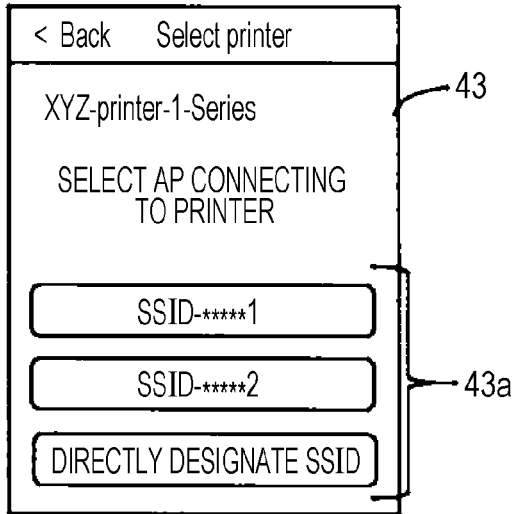 < Back Select printer
XYZ-printer-1-Series
43
SELECT AP CONNECTING
TO PRINTER
SSID-*****1
SSID-*****2
43a
DIRECTLY DESIGNATE SSID